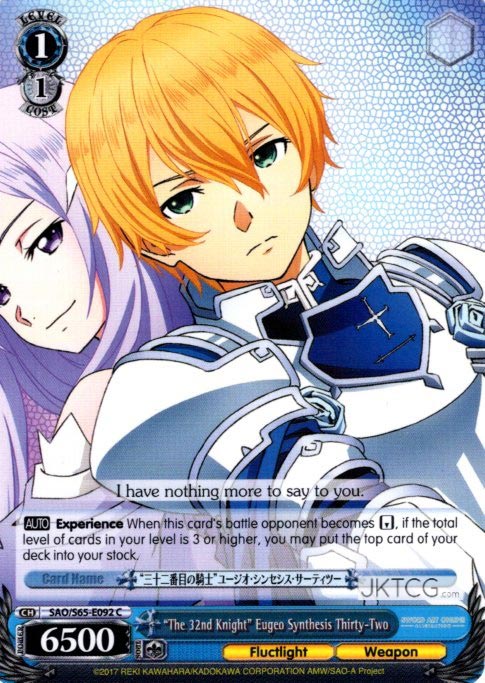 LEVEL
1
1
COST
I have nothing more to say to you.
AUTO Experience When this card's battle opponent becomes [▼], if the total
level of cards in your level is 3 or higher, you may put the top card of
your deck into your stock.
Card Name "三十二番目の騎士"ユージオ・シンセシス・サーティツー
JKTCG.com
CH SAO/S65-E092 C
POWER 6500 SOUL
"The 32nd Knight" Eugeo Synthesis Thirty-Two
SWORD ART ONLINE
Fluctlight Weapon
©2017 REKI KAWAHARA/KADOKAWA CORPORATION AMW/SAO-A Project